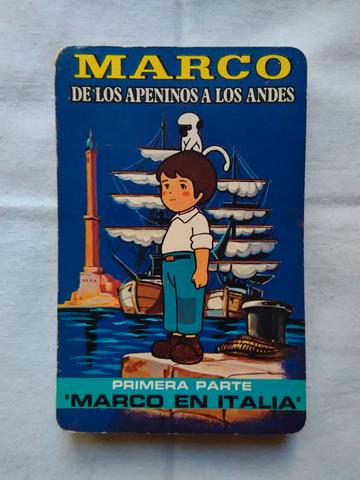 MARCO
DE LOS APENINOS A LOS ANDES
PRIMERA PARTE
"MARCO EN ITALIA"